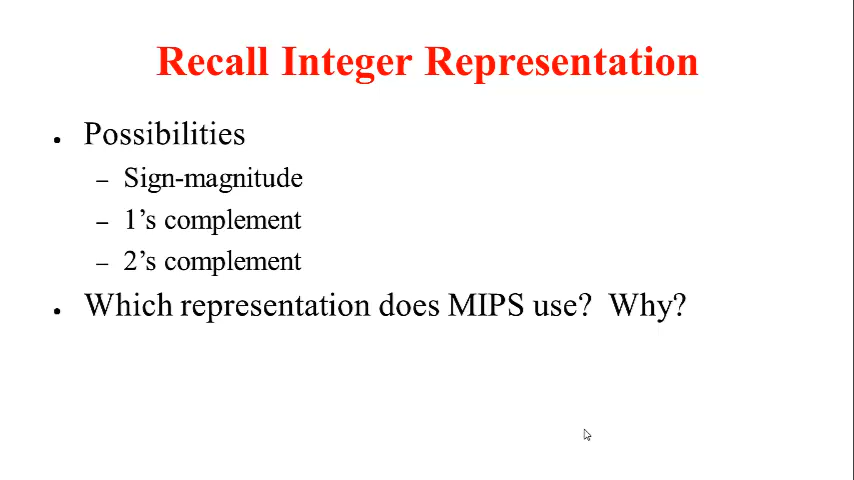 Recall Integer Representation
• Possibilities
– Sign-magnitude
– 1’s complement
– 2’s complement
• Which representation does MIPS use?  Why?